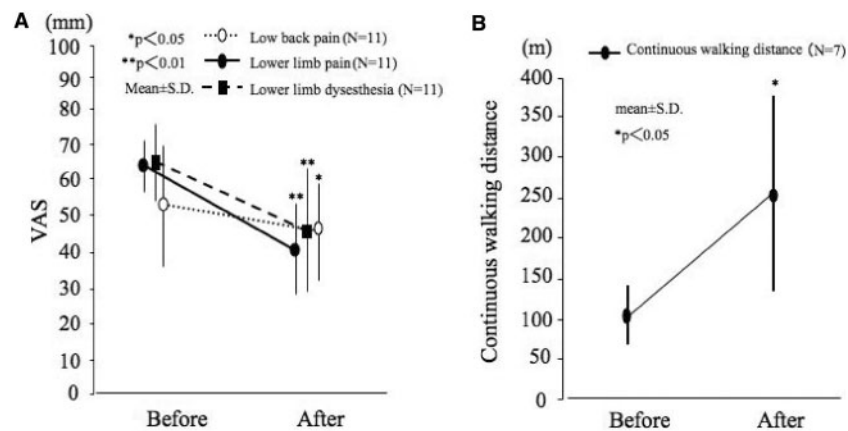 A
(mm)
*p<0.05
**p<0.01
Mean±S.D.
Low back pain (N=11)
Lower limb pain (N=11)
Lower limb dysesthesia (N=11)
100
90
80
70
60
50
40
30
20
10
0
VAS
**
**
*
Before
After
B
(m)
Continuous walking distance (N=7)
mean±S.D.
*p<0.05
400
350
300
250
200
150
100
50
0
Continuous walking distance
*
Before
After